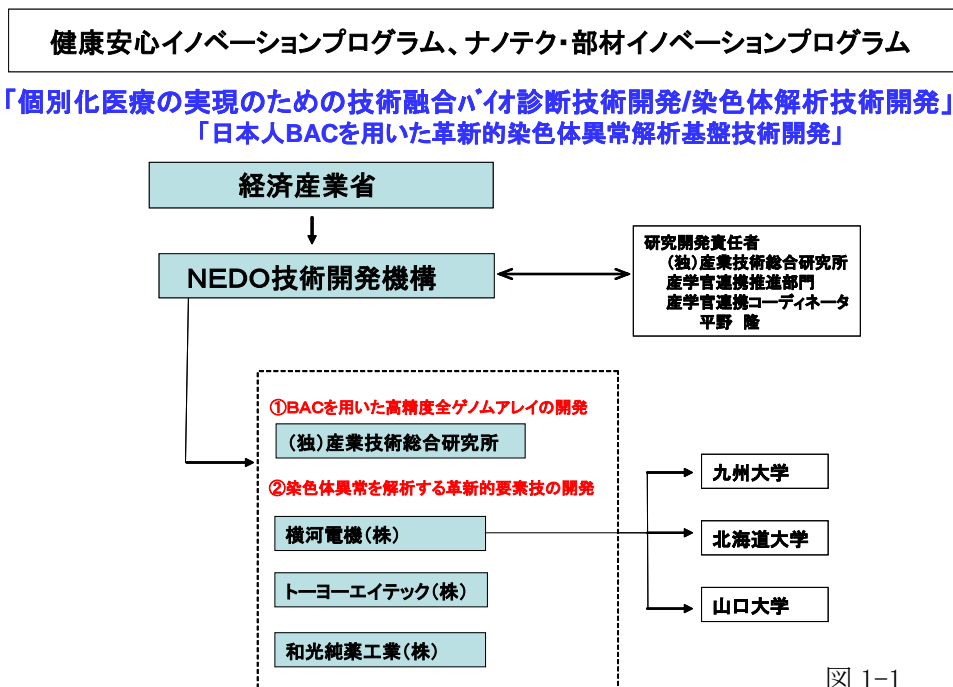 健康安心イノベーションプログラム、ナノテク・部材イノベーションプログラム
「個別化医療の実現のための技術融合バイオ診断技術開発/染色体解析技術開発」
「日本人BACを用いた革新的染色体異常解析基盤技術開発」
経済産業省
NEDO技術開発機構
研究開発責任者
(独)産業技術総合研究所
産学官連携推進部門
産学官連携コーディネータ
平野 隆
①BACを用いた高精度全ゲノムアレイの開発
(独)産業技術総合研究所
②染色体異常を解析する革新的要素技の開発
横河電機(株)
トーヨーエイテック(株)
和光純薬工業(株)
九州大学
北海道大学
山口大学
図 1-1